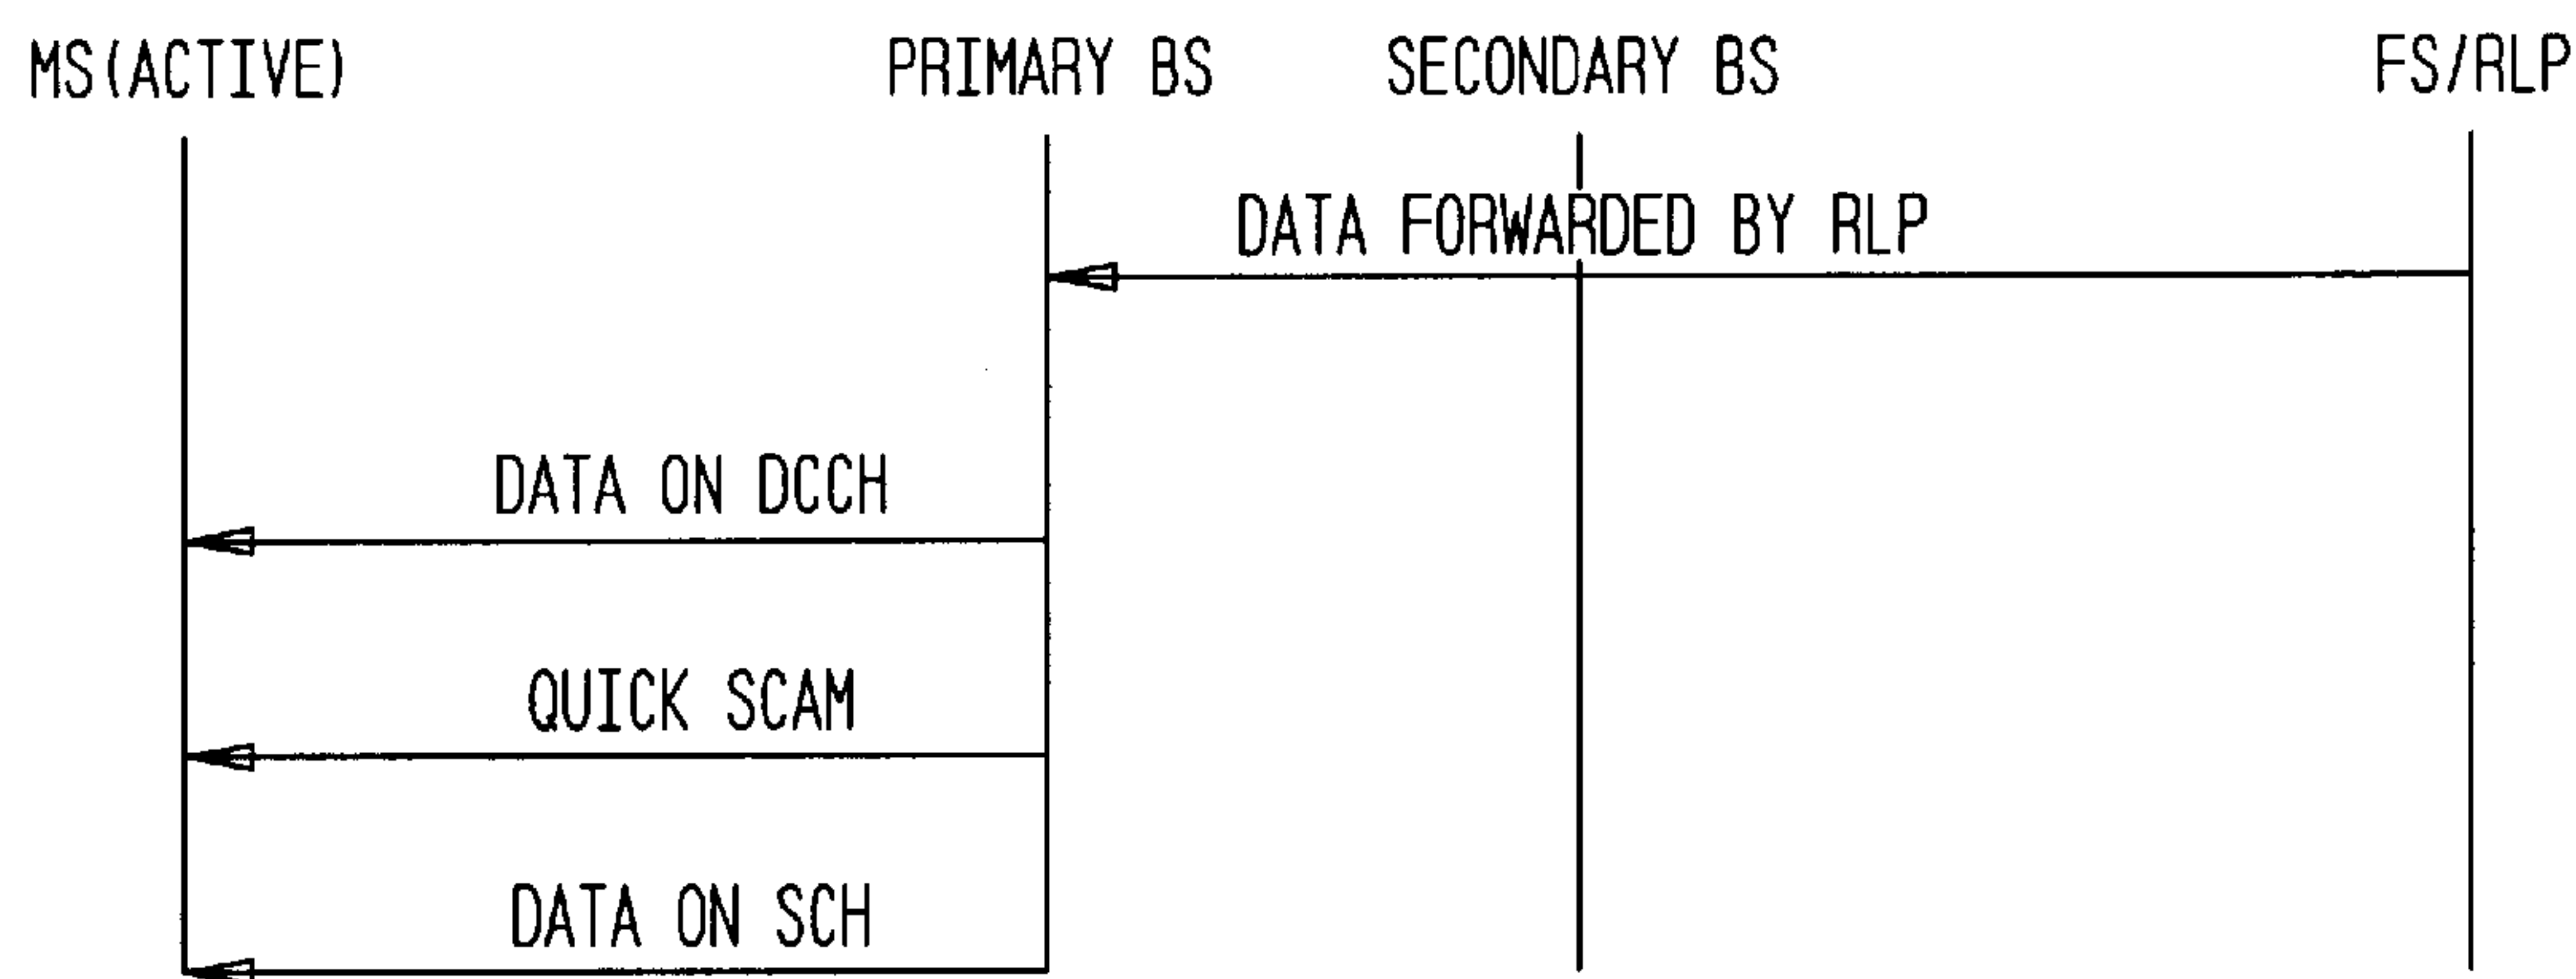 MS(ACTIVE) PRIMARY BS SECONDARY BS FS/RLP
DATA FORWARDED BY RLP
DATA ON DCCH
QUICK SCAM
DATA ON SCH